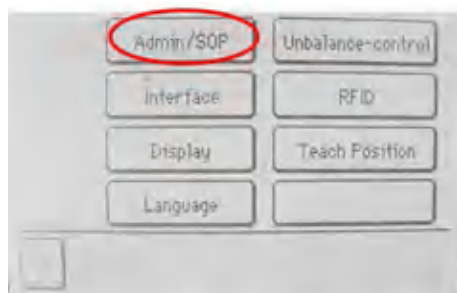 Admin/SOP
Unbalance-control
Interface
RFID
Display
Teach Position
Language